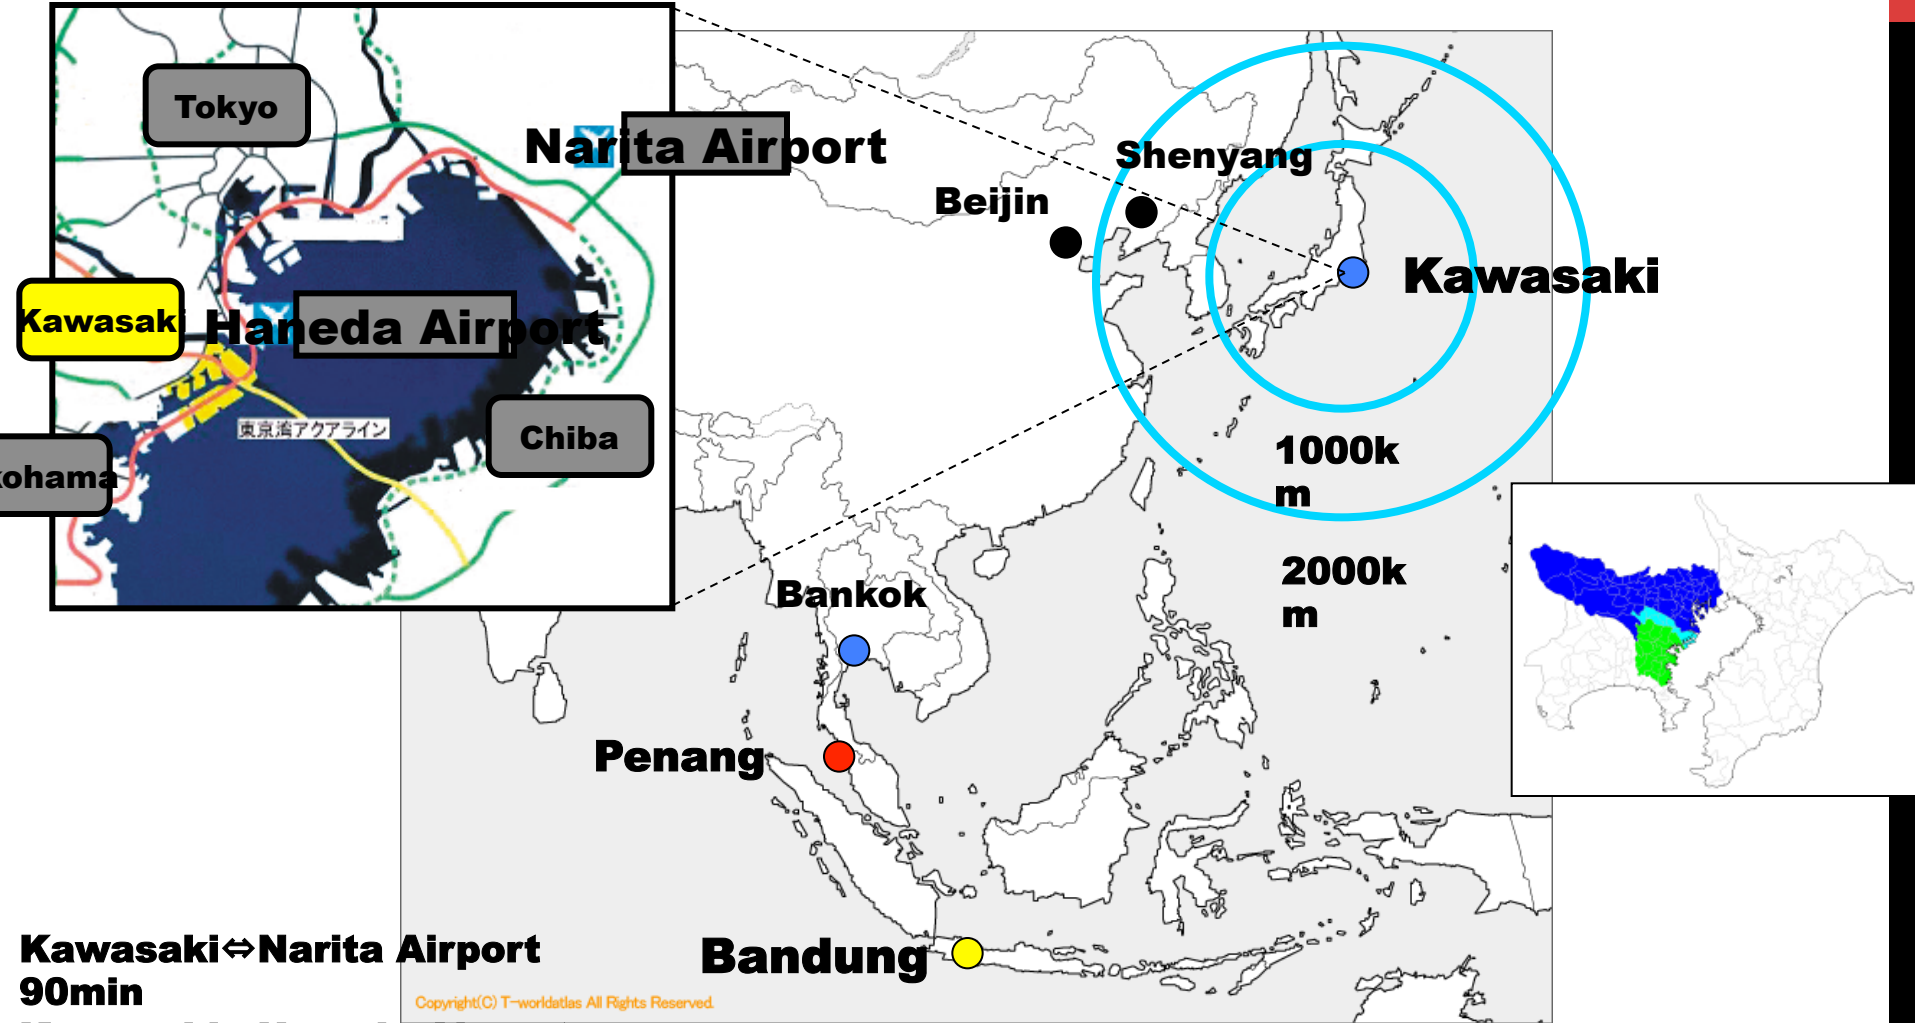 Tokyo
Narita Airport
Shenyang
Beijin
Kawasaki
Kawasaki
Haneda Airport
東京湾アクアライン
Chiba
kohama
1000k
m
2000k
m
Bankok
Penang
Bandung
Kawasaki⇔Narita Airport
90min
Copyright(C) T-worldatlas All Rights Reserved.